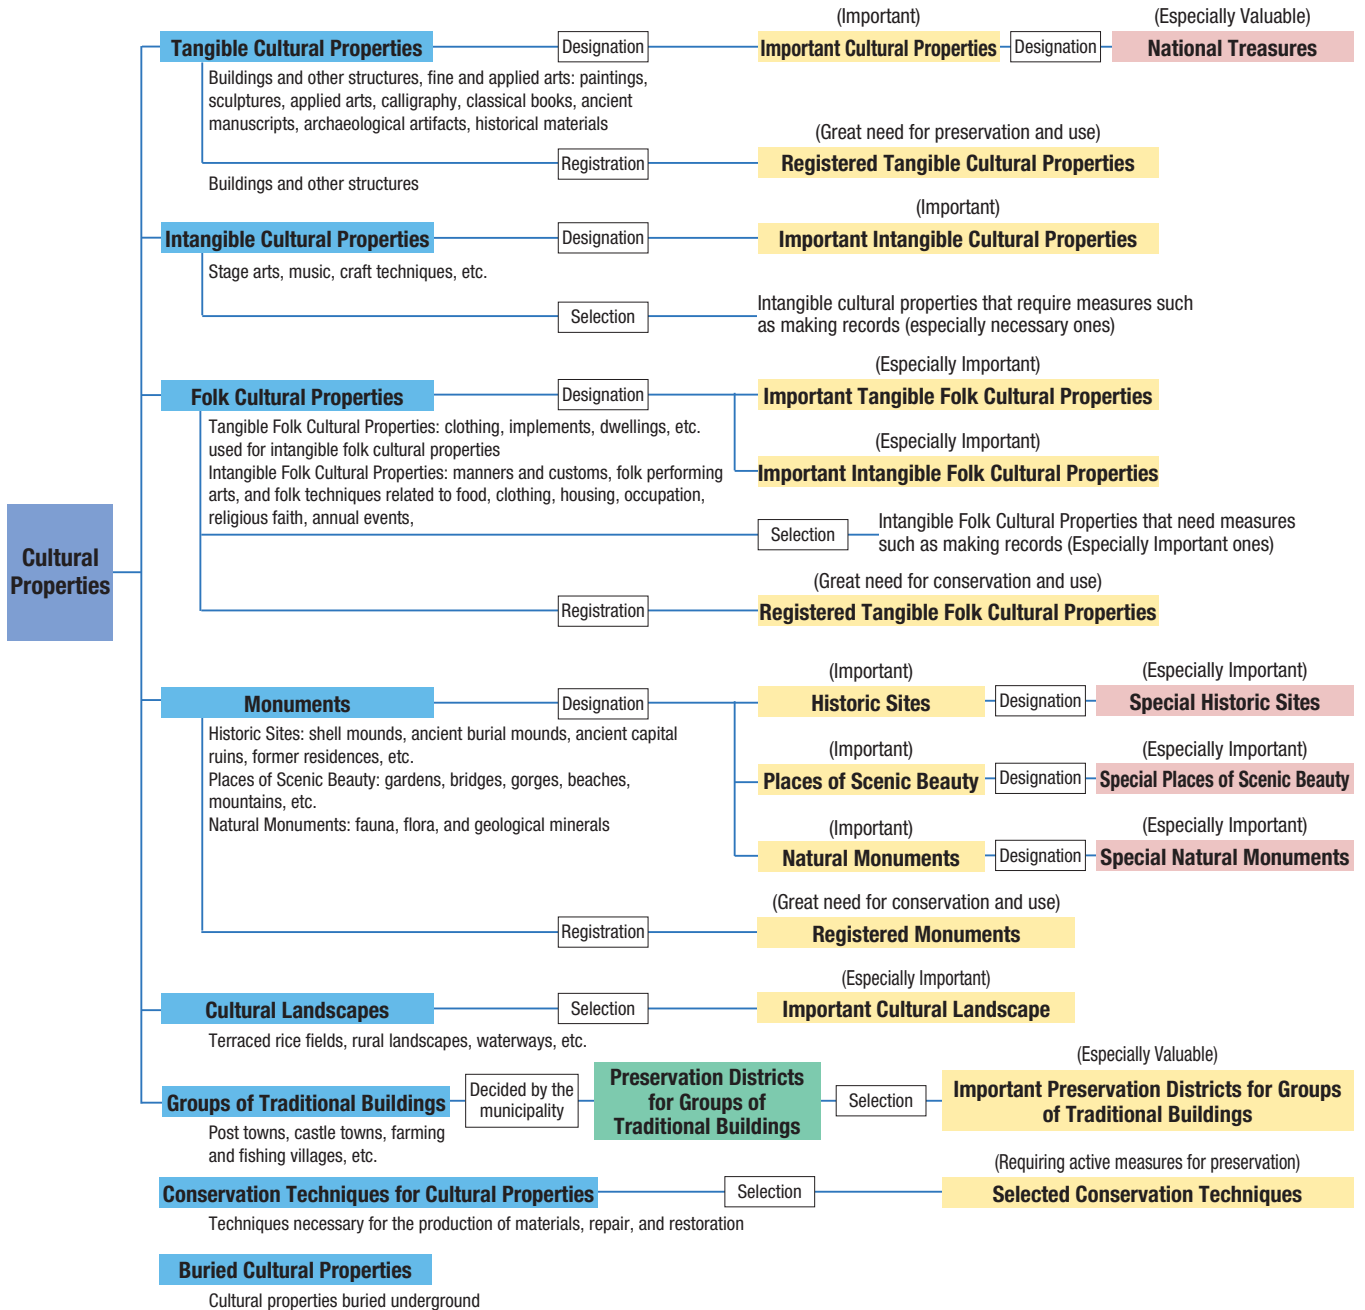 Cultural
Properties
(Important)
(Especially Valuable)
Tangible Cultural Properties
Designation
Important Cultural Properties
Designation
National Treasures
Buildings and other structures, fine and applied arts: paintings,
sculptures, applied arts, calligraphy, classical books, ancient
manuscripts, archaeological artifacts, historical materials
(Great need for preservation and use)
Registration
Registered Tangible Cultural Properties
Buildings and other structures
(Important)
Intangible Cultural Properties
Designation
Important Intangible Cultural Properties
Stage arts, music, craft techniques, etc.
Selection
Intangible cultural properties that require measures such
as making records (especially necessary ones)
(Especially Important)
Folk Cultural Properties
Designation
Important Tangible Folk Cultural Properties
Tangible Folk Cultural Properties: clothing, implements, dwellings, etc.
used for intangible folk cultural properties
Intangible Folk Cultural Properties: manners and customs, folk performing
arts, and folk techniques related to food, clothing, housing, occupation,
religious faith, annual events,
(Especially Important)
Important Intangible Folk Cultural Properties
Selection
Intangible Folk Cultural Properties that need measures
such as making records (Especially Important ones)
(Great need for conservation and use)
Registration
Registered Tangible Folk Cultural Properties
(Important)
(Especially Important)
Monuments
Designation
Historic Sites
Designation
Special Historic Sites
Historic Sites: shell mounds, ancient burial mounds, ancient capital
ruins, former residences, etc.
Places of Scenic Beauty: gardens, bridges, gorges, beaches,
mountains, etc.
Natural Monuments: fauna, flora, and geological minerals
(Important)
(Especially Important)
Places of Scenic Beauty
Designation
Special Places of Scenic Beauty
(Important)
(Especially Important)
Natural Monuments
Designation
Special Natural Monuments
(Great need for conservation and use)
Registration
Registered Monuments
(Especially Important)
Cultural Landscapes
Selection
Important Cultural Landscape
Terraced rice fields, rural landscapes, waterways, etc.
(Especially Valuable)
Groups of Traditional Buildings
Decided by the
municipality
Preservation Districts
for Groups of
Traditional Buildings
Selection
Important Preservation Districts for Groups
of Traditional Buildings
Post towns, castle towns, farming
and fishing villages, etc.
(Requiring active measures for preservation)
Conservation Techniques for Cultural Properties
Selection
Selected Conservation Techniques
Techniques necessary for the production of materials, repair, and restoration
Buried Cultural Properties
Cultural properties buried underground